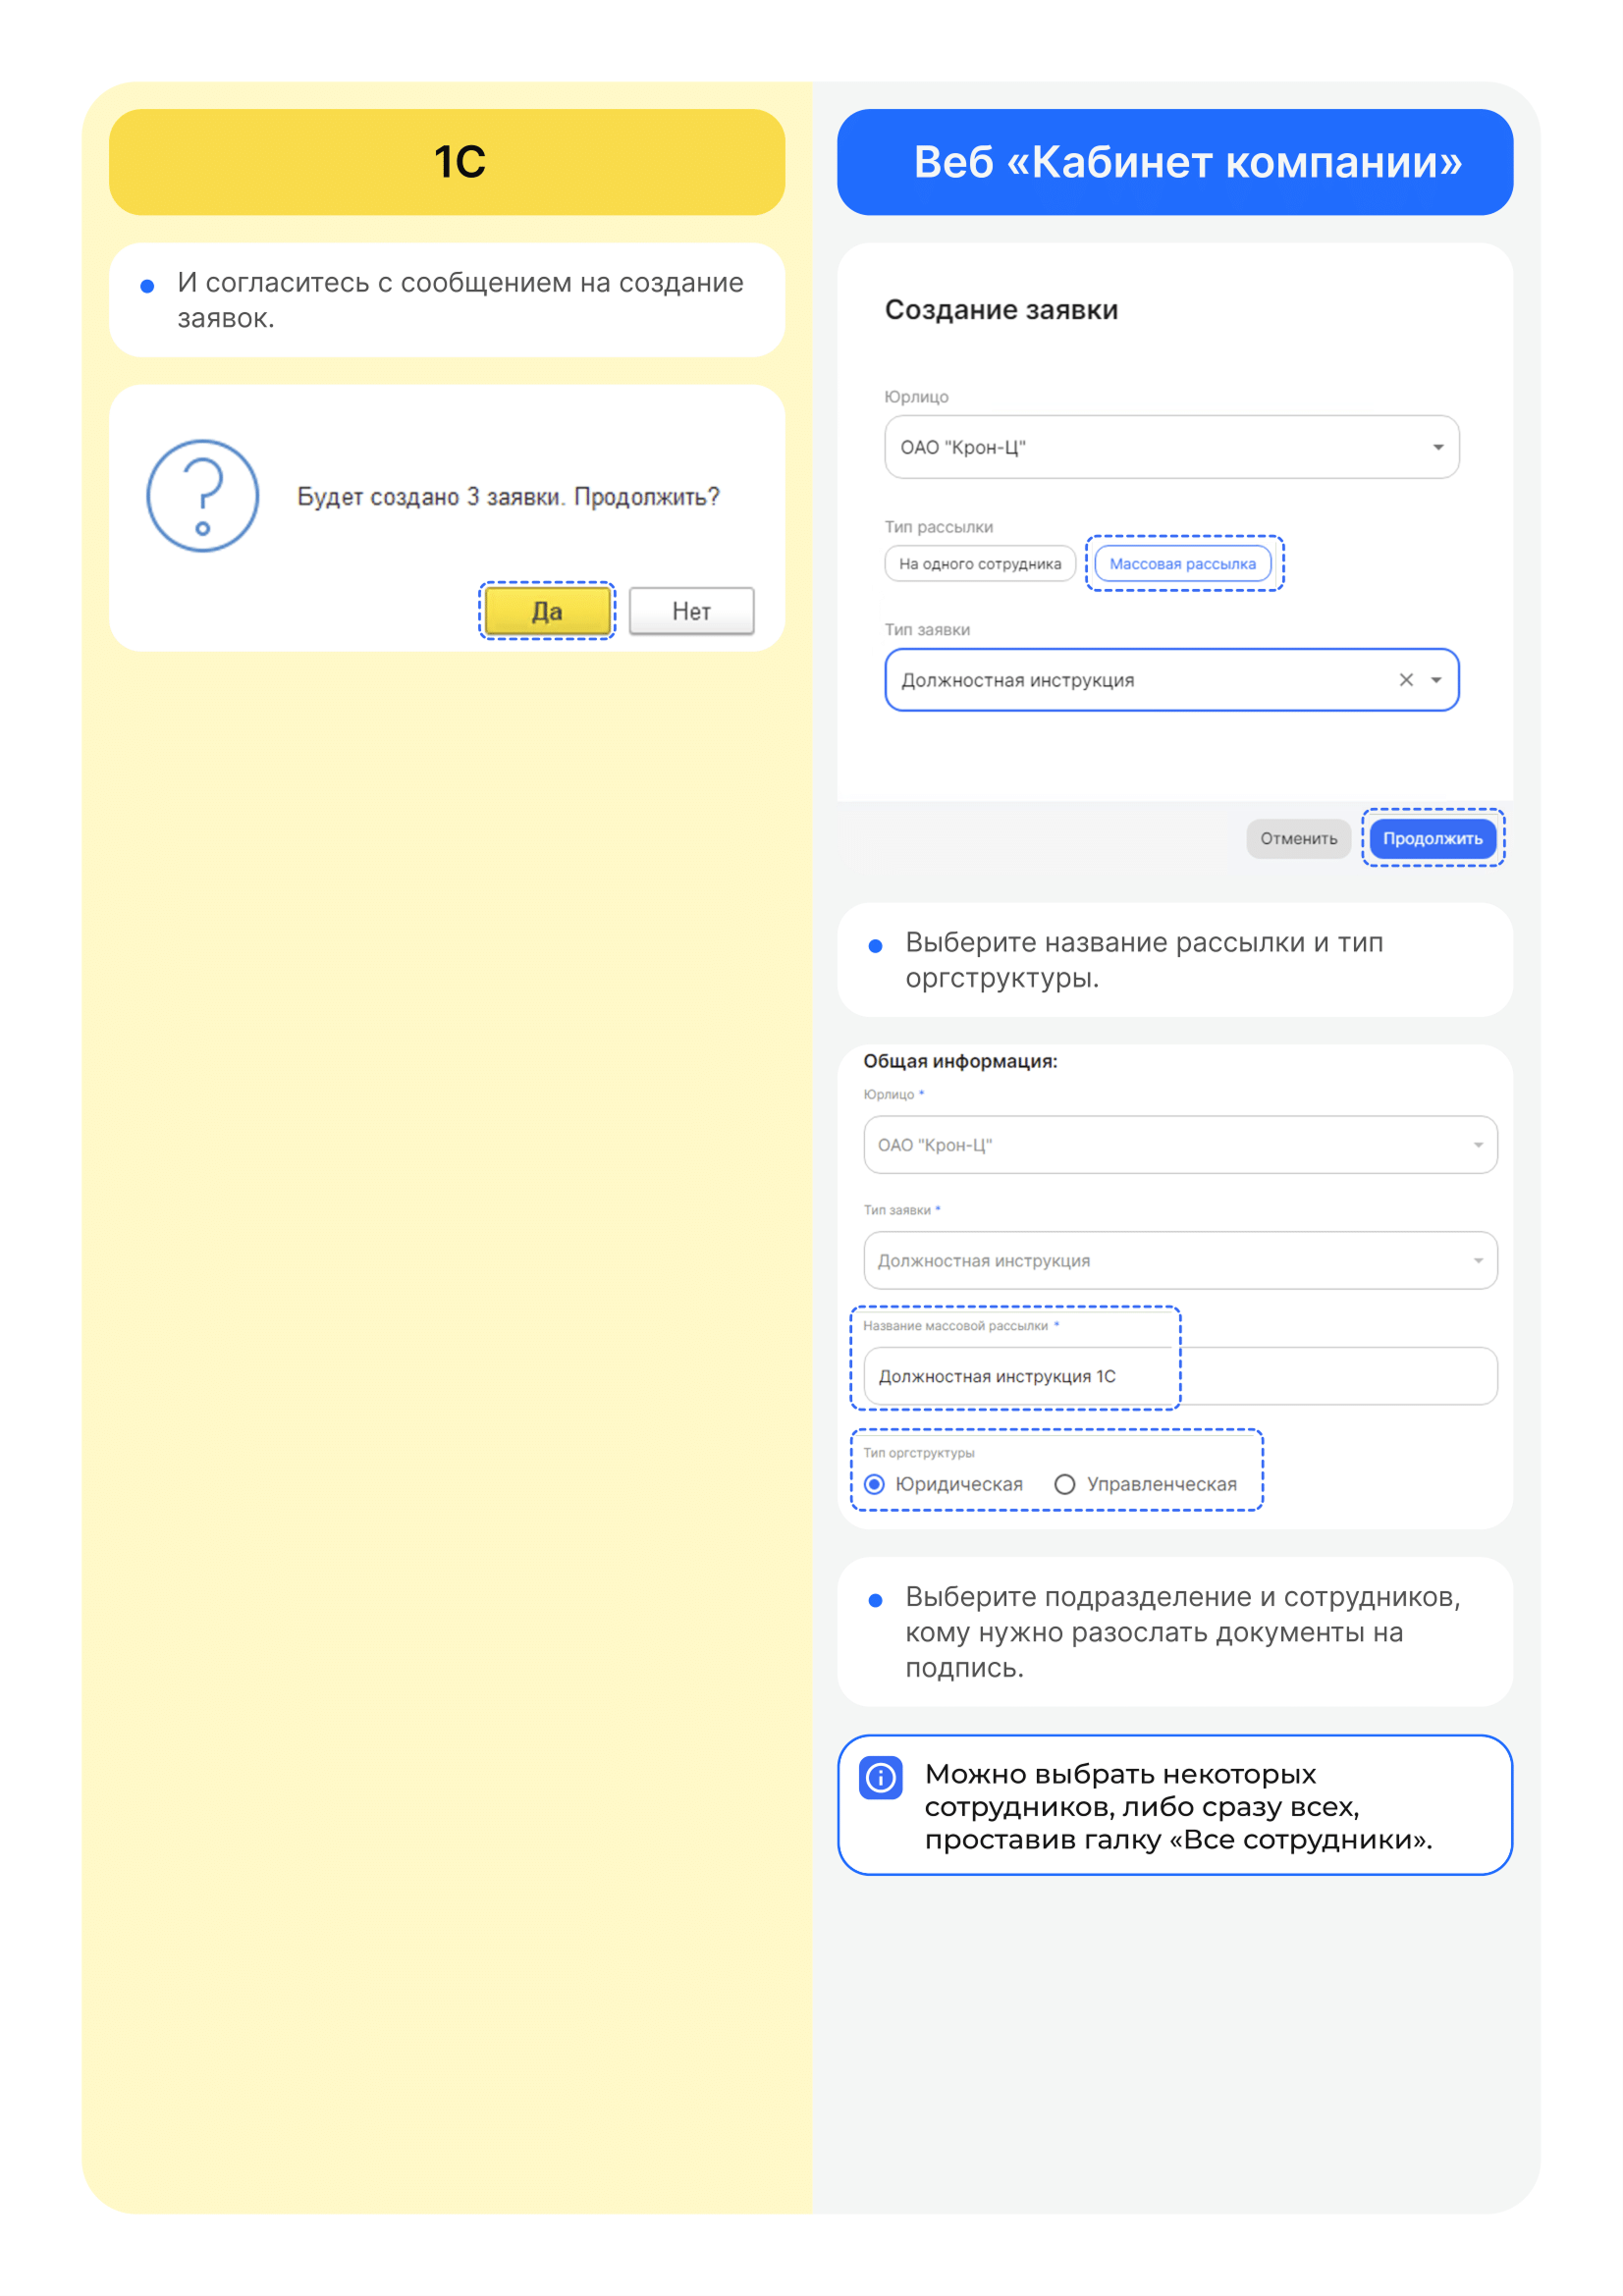 1С
И согласитесь с сообщением на создание
заявок.
Будет создано 3 заявки. Продолжить?
Да
Нет
Веб «Кабинет компании»
Создание заявки
Юрлицо
ОАО "Крон-Ц"
Тип рассылки
На одного сотрудника
Массовая рассылка
Тип заявки
Должностная инструкция
Отменить
Продолжить
Выберите название рассылки и тип
оргструктуры.
Общая информация:
Юрлицо *
ОАО "Крон-Ц"
Тип заявки *
Должностная инструкция
Название массовой рассылки *
Должностная инструкция 1С
Тип оргструктуры
Юридическая
Управленческая
Выберите подразделение и сотрудников,
кому нужно разослать документы на
подпись.
Можно выбрать некоторых
сотрудников, либо сразу всех,
проставив галку «Все сотрудники».